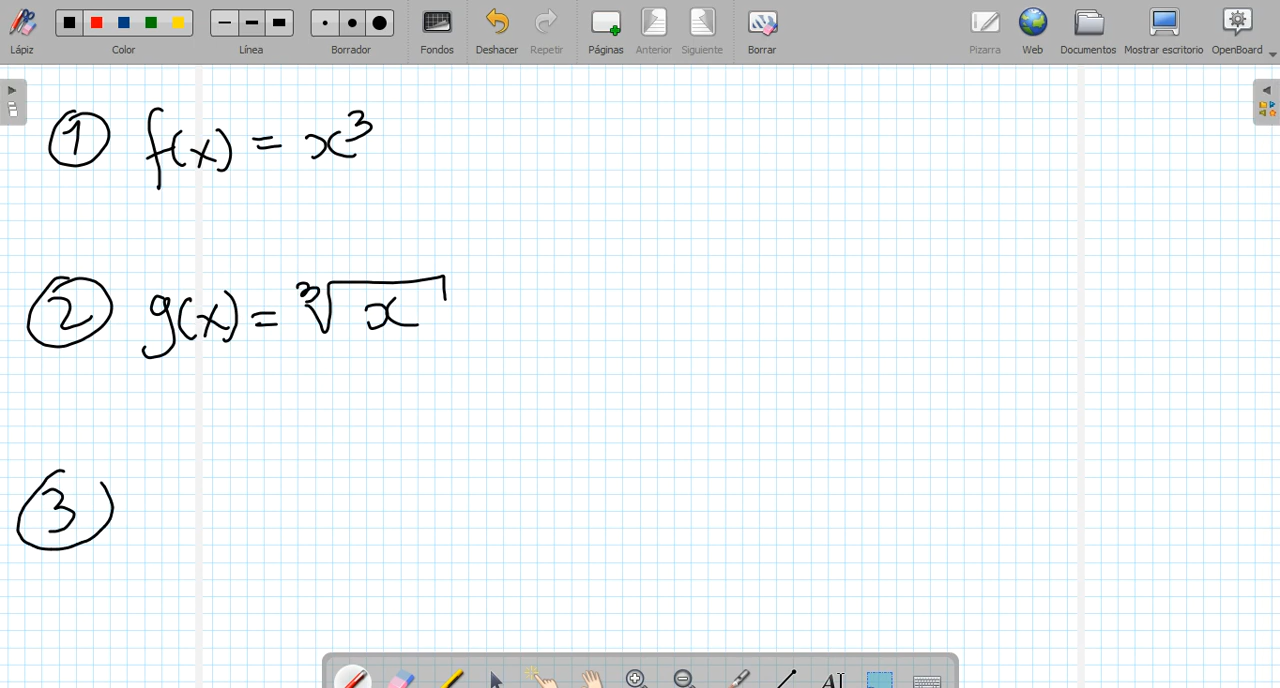 Lápiz Color Línea Borrador Fondos Deshacer Repetir Páginas Anterior Siguiente Borrar Pizarra Web Documentos Mostrar escritorio OpenBoard
① f(x) = x³
② g(x) = ∛x
③